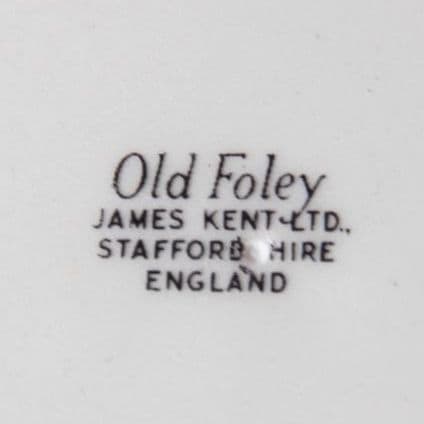 Old Foley
JAMES KENT LTD.,
STAFFORDSHIRE
ENGLAND